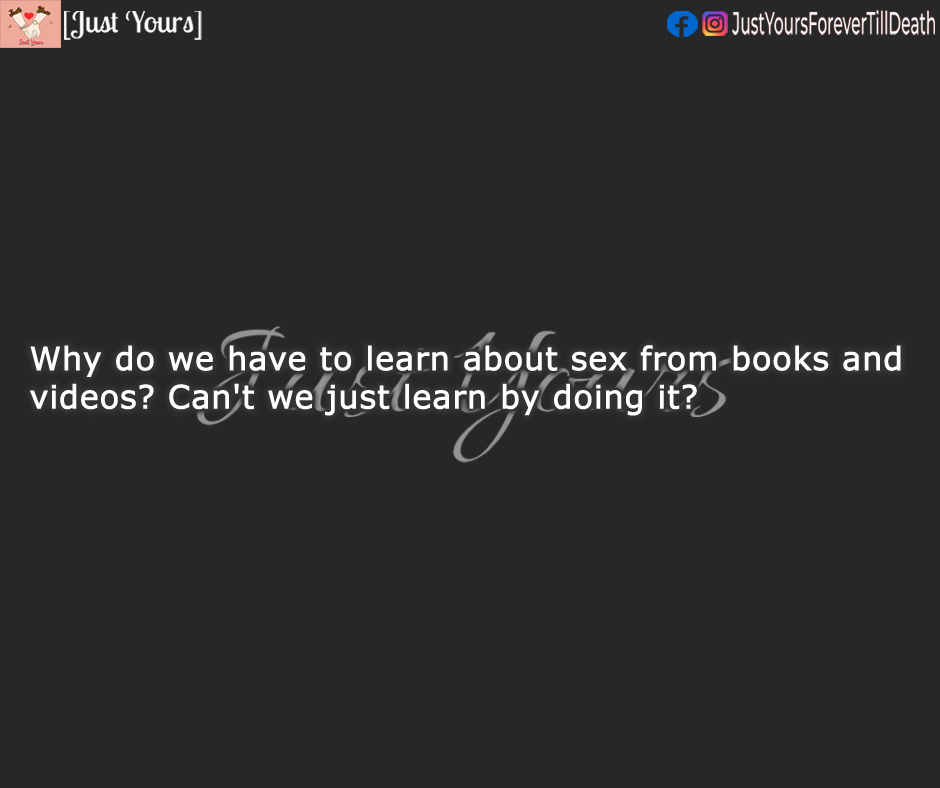 [Just Yours]
JustYoursForeverTillDeath
Just Yours
Why do we have to learn about sex from books and
videos? Can't we just learn by doing it?
Just Yours